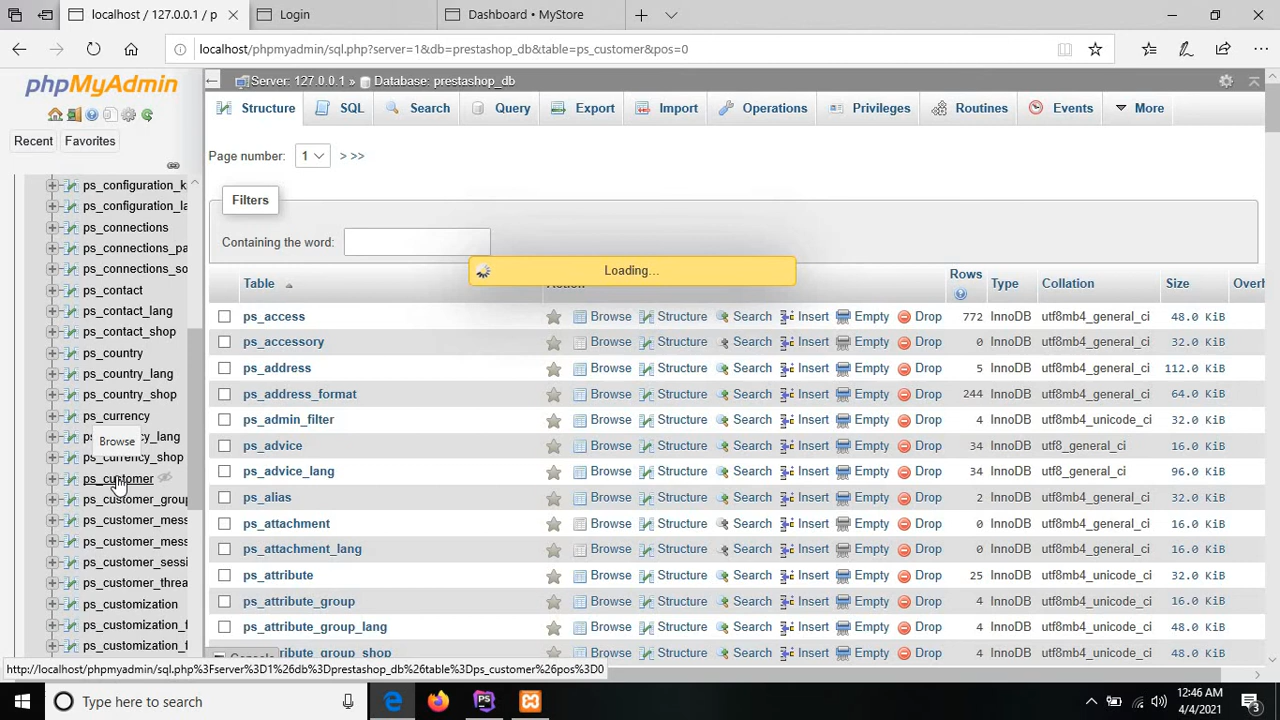 localhost / 127.0.0.1 / p
Login
Dashboard • MyStore
localhost/phpmyadmin/sql.php?server=1&db=prestashop_db&table=ps_customer&pos=0
phpMyAdmin
Recent
Favorites
ps_configuration_k
ps_configuration_la
ps_connections
ps_connections_pa
ps_connections_so
ps_contact
ps_contact_lang
ps_contact_shop
ps_country
ps_country_lang
ps_country_shop
ps_currency
Browse
ps_currency_shop
ps_customer
ps_customer_grou
ps_customer_mess
ps_customer_mess
ps_customer_sessi
ps_customer_threa
ps_customization
ps_customization_f
ps_customization_f
Server: 127.0.0.1 » Database: prestashop_db
Structure SQL Search Query Export Import Operations Privileges Routines Events More
Page number: 1 > >>
Filters
Containing the word:
Loading...
Table Rows Type Collation Size Overh
ps_access Browse Structure Search Insert Empty Drop 772 InnoDB utf8mb4_general_ci 48.0 KiB
ps_accessory Browse Structure Search Insert Empty Drop 0 InnoDB utf8mb4_general_ci 32.0 KiB
ps_address Browse Structure Search Insert Empty Drop 5 InnoDB utf8mb4_general_ci 112.0 KiB
ps_address_format Browse Structure Search Insert Empty Drop 244 InnoDB utf8mb4_general_ci 64.0 KiB
ps_admin_filter Browse Structure Search Insert Empty Drop 4 InnoDB utf8mb4_unicode_ci 32.0 KiB
ps_advice Browse Structure Search Insert Empty Drop 34 InnoDB utf8_general_ci 16.0 KiB
ps_advice_lang Browse Structure Search Insert Empty Drop 34 InnoDB utf8_general_ci 96.0 KiB
ps_alias Browse Structure Search Insert Empty Drop 2 InnoDB utf8mb4_general_ci 32.0 KiB
ps_attachment Browse Structure Search Insert Empty Drop 0 InnoDB utf8mb4_general_ci 16.0 KiB
ps_attachment_lang Browse Structure Search Insert Empty Drop 0 InnoDB utf8mb4_general_ci 16.0 KiB
ps_attribute Browse Structure Search Insert Empty Drop 25 InnoDB utf8mb4_unicode_ci 32.0 KiB
ps_attribute_group Browse Structure Search Insert Empty Drop 4 InnoDB utf8mb4_unicode_ci 16.0 KiB
ps_attribute_group_lang Browse Structure Search Insert Empty Drop 4 InnoDB utf8mb4_unicode_ci 32.0 KiB
ps_attribute_group_shop Browse Structure Search Insert Empty Drop 4 InnoDB utf8mb4_unicode_ci 32.0 KiB
http://localhost/phpmyadmin/sql.php%3Fserver%3D1%26db%3Dprestashop_db%26table%3Dps_customer%26pos%3D0
Type here to search
12:46 AM
4/4/2021
3